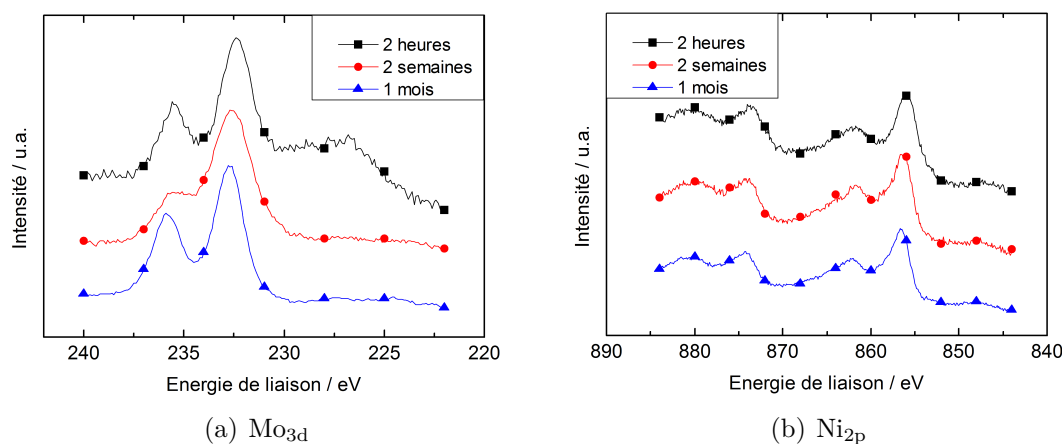 2 heures
2 semaines
1 mois
Intensité / u.a.
240 235 230 225 220
Energie de liaison / eV
(a) Mo3d
2 heures
2 semaines
1 mois
Intensité / u.a.
890 880 870 860 850 840
Energie de liaison / eV
(b) Ni2p